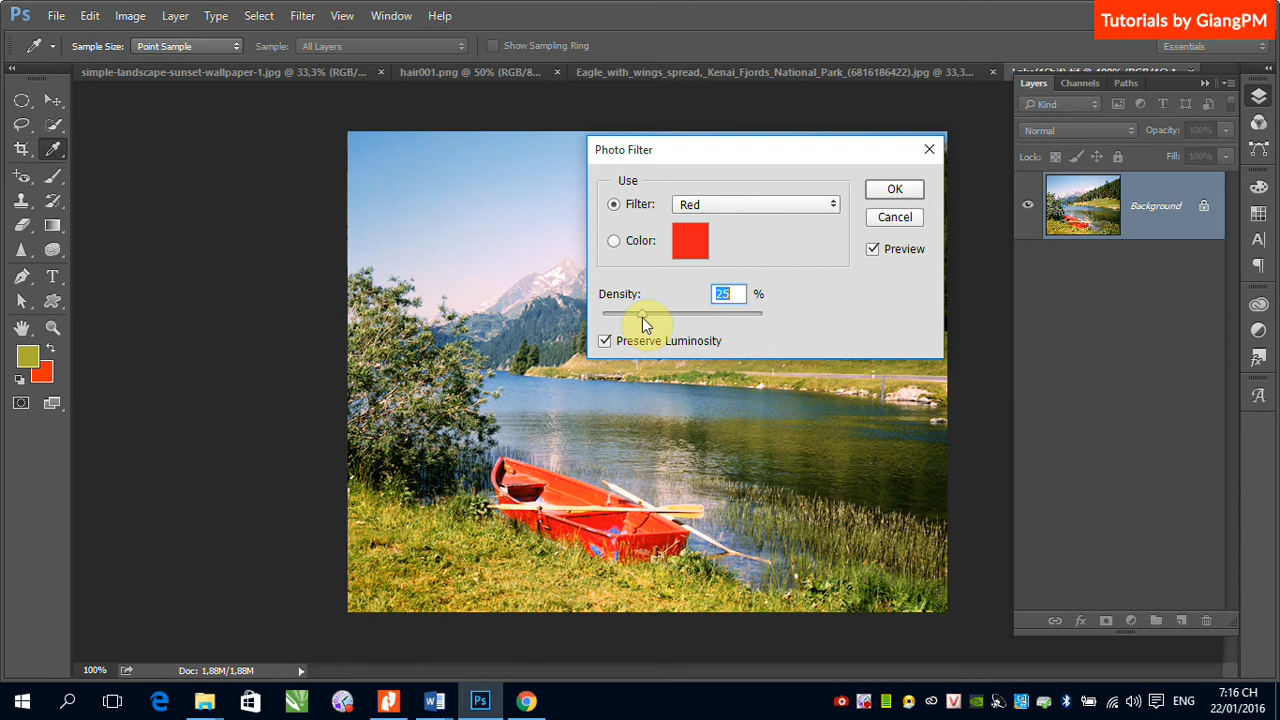 Ps File Edit Image Layer Type Select Filter View Window Help
Tutorials by GiangPM
Sample Size: Point Sample Sample: All Layers Show Sampling Ring
Essentials
simple-landscape-sunset-wallpaper-1.jpg @ 33,3% (RGB/... × hair001.png @ 50% (RGB/8... × Eagle_with_wings_spread,_Kenai_Fjords_National_Park_(6816186422).jpg @ 33,3... ×
Layers Channels Paths
Kind
Normal Opacity: 100%
Lock: Fill: 100%
Background
Photo Filter
Use
Filter: Red
Color:
OK
Cancel
Preview
Density: 25 %
Preserve Luminosity
100% Doc: 1,88M/1,88M
ENG
7:16 CH
22/01/2016